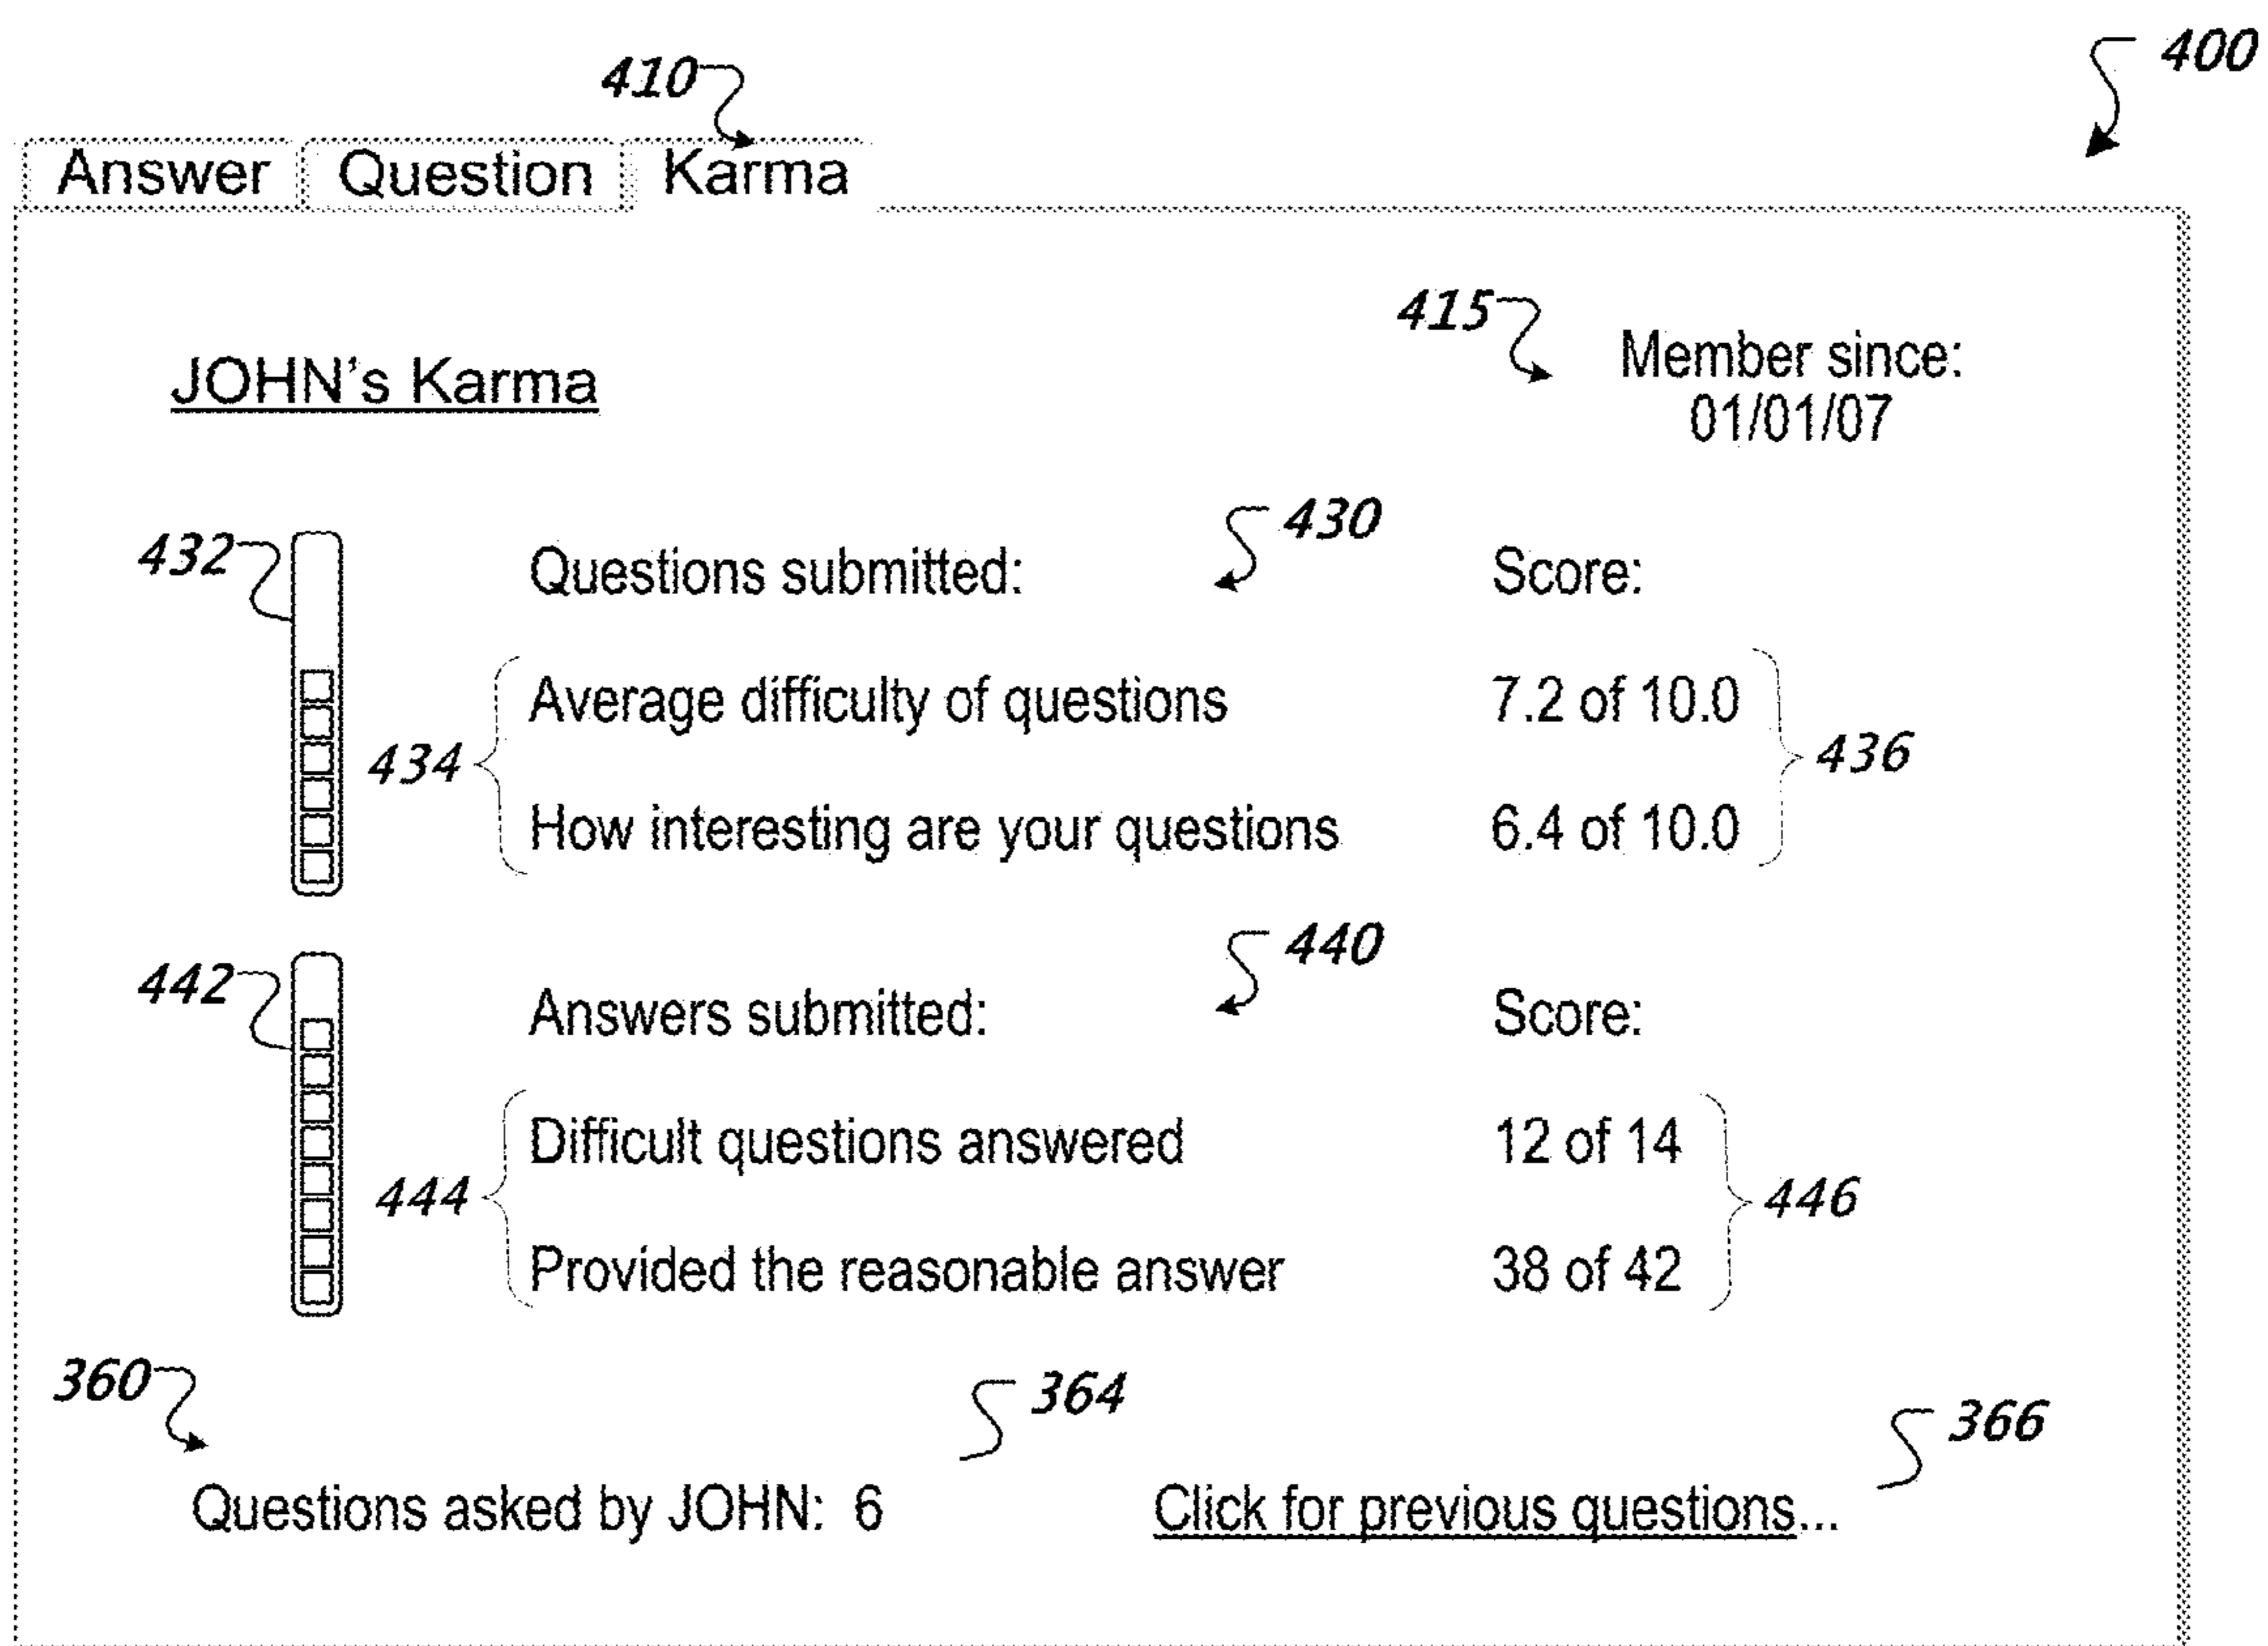 410 400
Answer Question Karma
415 Member since:
JOHN's Karma
01/01/07
432 Questions submitted: 430 Score:
Average difficulty of questions 7.2 of 10.0
434 436
How interesting are your questions 6.4 of 10.0
440
442 Answers submitted: Score:
Difficult questions answered 12 of 14
444 446
Provided the reasonable answer 38 of 42
360 364 366
Questions asked by JOHN: 6 Click for previous questions...